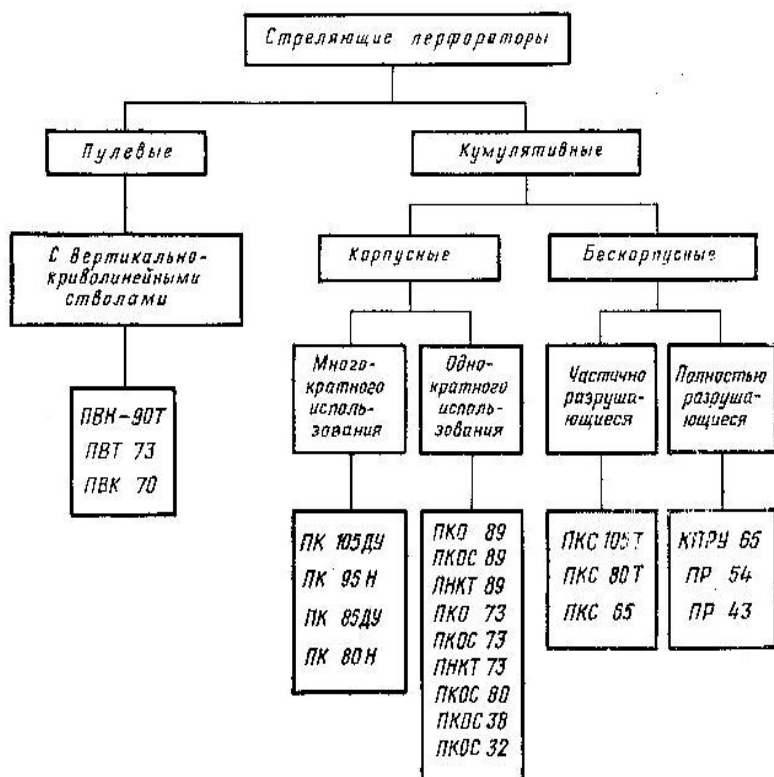 Стреляющие перфораторы
Пулевые
Кумулятивные
С вертикально-
криволинейными
стволами
Корпусные
Бескорпусные
Много-
кратного
исполь-
зования
Одно-
кратного
исполь-
зования
Частично
разрушаю-
щиеся
Полностью
разруша-
ющиеся
ПВН-90Т
ПВТ 73
ПВК 70
ПК 105ДУ
ПК 95Н
ПК 85ДУ
ПК 80Н
ПКО 89
ПКОС 89
ПНКТ 89
ПКО 73
ПКОС 73
ПНКТ 73
ПКОС 80
ПКОС 38
ПКОС 32
ПКС 105Т
ПКС 80Т
ПКС 65
КПРУ 65
ПР 54
ПР 43